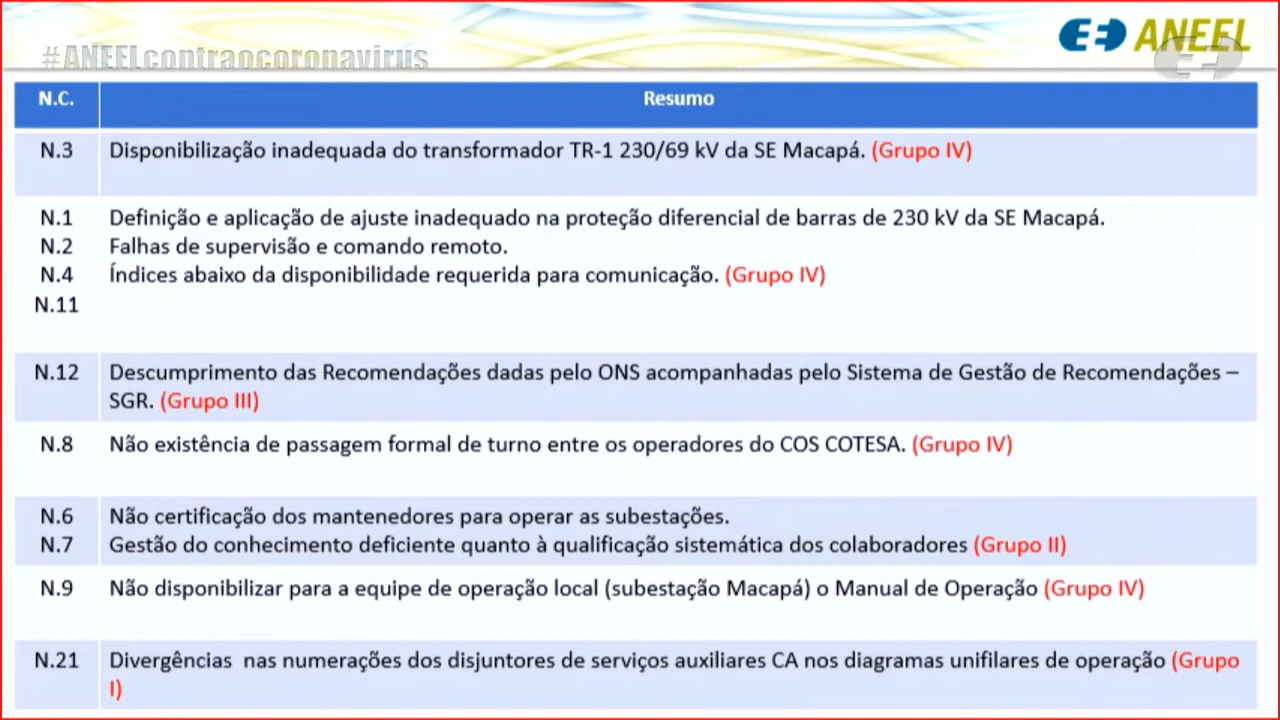 #ANEELcontraocoronavirus
ANEEL
N.C. Resumo
N.3 Disponibilização inadequada do transformador TR-1 230/69 kV da SE Macapá. (Grupo IV)
N.1 Definição e aplicação de ajuste inadequado na proteção diferencial de barras de 230 kV da SE Macapá.
N.2 Falhas de supervisão e comando remoto.
N.4 Índices abaixo da disponibilidade requerida para comunicação. (Grupo IV)
N.11
N.12 Descumprimento das Recomendações dadas pelo ONS acompanhadas pelo Sistema de Gestão de Recomendações –
SGR. (Grupo III)
N.8 Não existência de passagem formal de turno entre os operadores do COS COTESA. (Grupo IV)
N.6 Não certificação dos mantenedores para operar as subestações.
N.7 Gestão do conhecimento deficiente quanto à qualificação sistemática dos colaboradores (Grupo II)
N.9 Não disponibilizar para a equipe de operação local (subestação Macapá) o Manual de Operação (Grupo IV)
N.21 Divergências nas numerações dos disjuntores de serviços auxiliares CA nos diagramas unifilares de operação (Grupo
I)